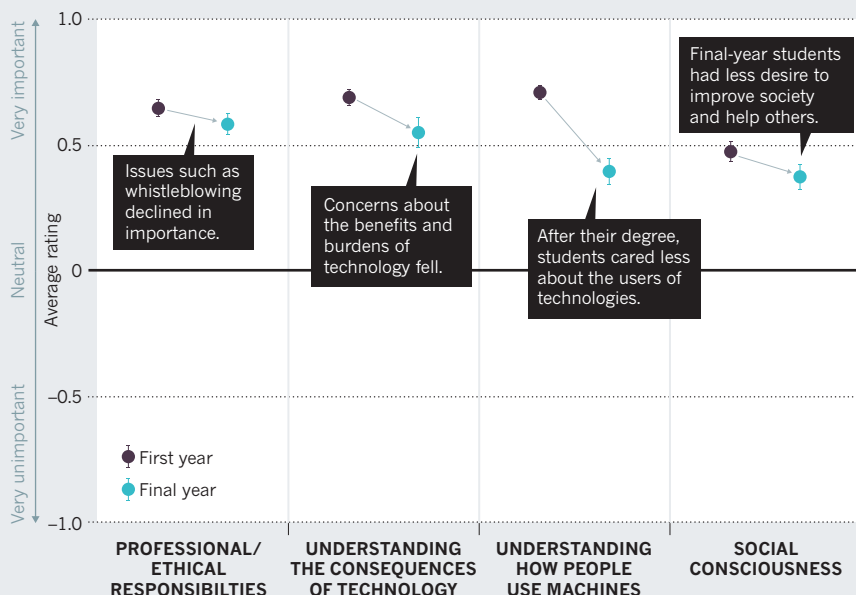 1.0
0.5
0
–0.5
–1.0
Very important
Neutral
Very unimportant
Average rating
Issues such as
whistleblowing
declined in
importance.
Concerns about
the benefits and
burdens of
technology fell.
After their degree,
students cared less
about the users of
technologies.
Final-year students
had less desire to
improve society
and help others.
First year
Final year
PROFESSIONAL/
ETHICAL
RESPONSIBILTIES
UNDERSTANDING
THE CONSEQUENCES
OF TECHNOLOGY
UNDERSTANDING
HOW PEOPLE
USE MACHINES
SOCIAL
CONSCIOUSNESS